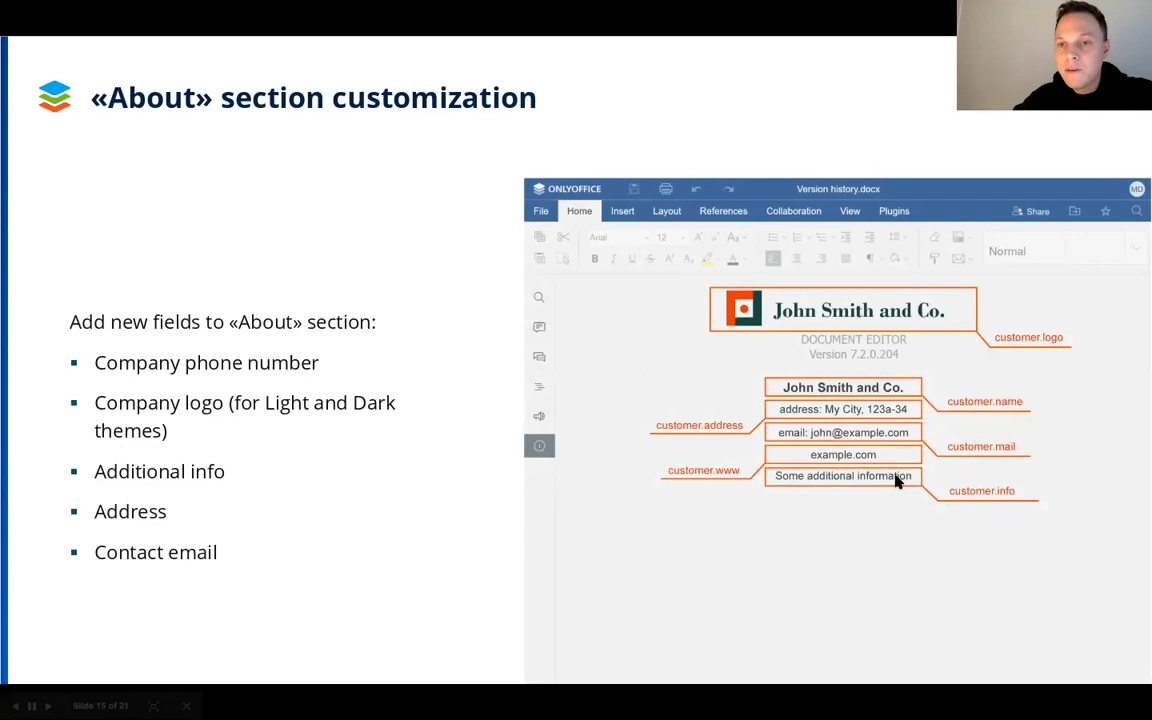 «About» section customization
Add new fields to «About» section:
Company phone number
Company logo (for Light and Dark
themes)
Additional info
Address
Contact email
ONLYOFFICE
Version history.docx
MD
File
Home
Insert
Layout
References
Collaboration
View
Plugins
Share
Arial
12
Normal
John Smith and Co.
customer.logo
DOCUMENT EDITOR
Version 7.2.0.204
John Smith and Co.
customer.name
address: My City, 123a-34
customer.address
email: john@example.com
customer.mail
example.com
customer.www
Some additional information
customer.info
Slide 15 of 21